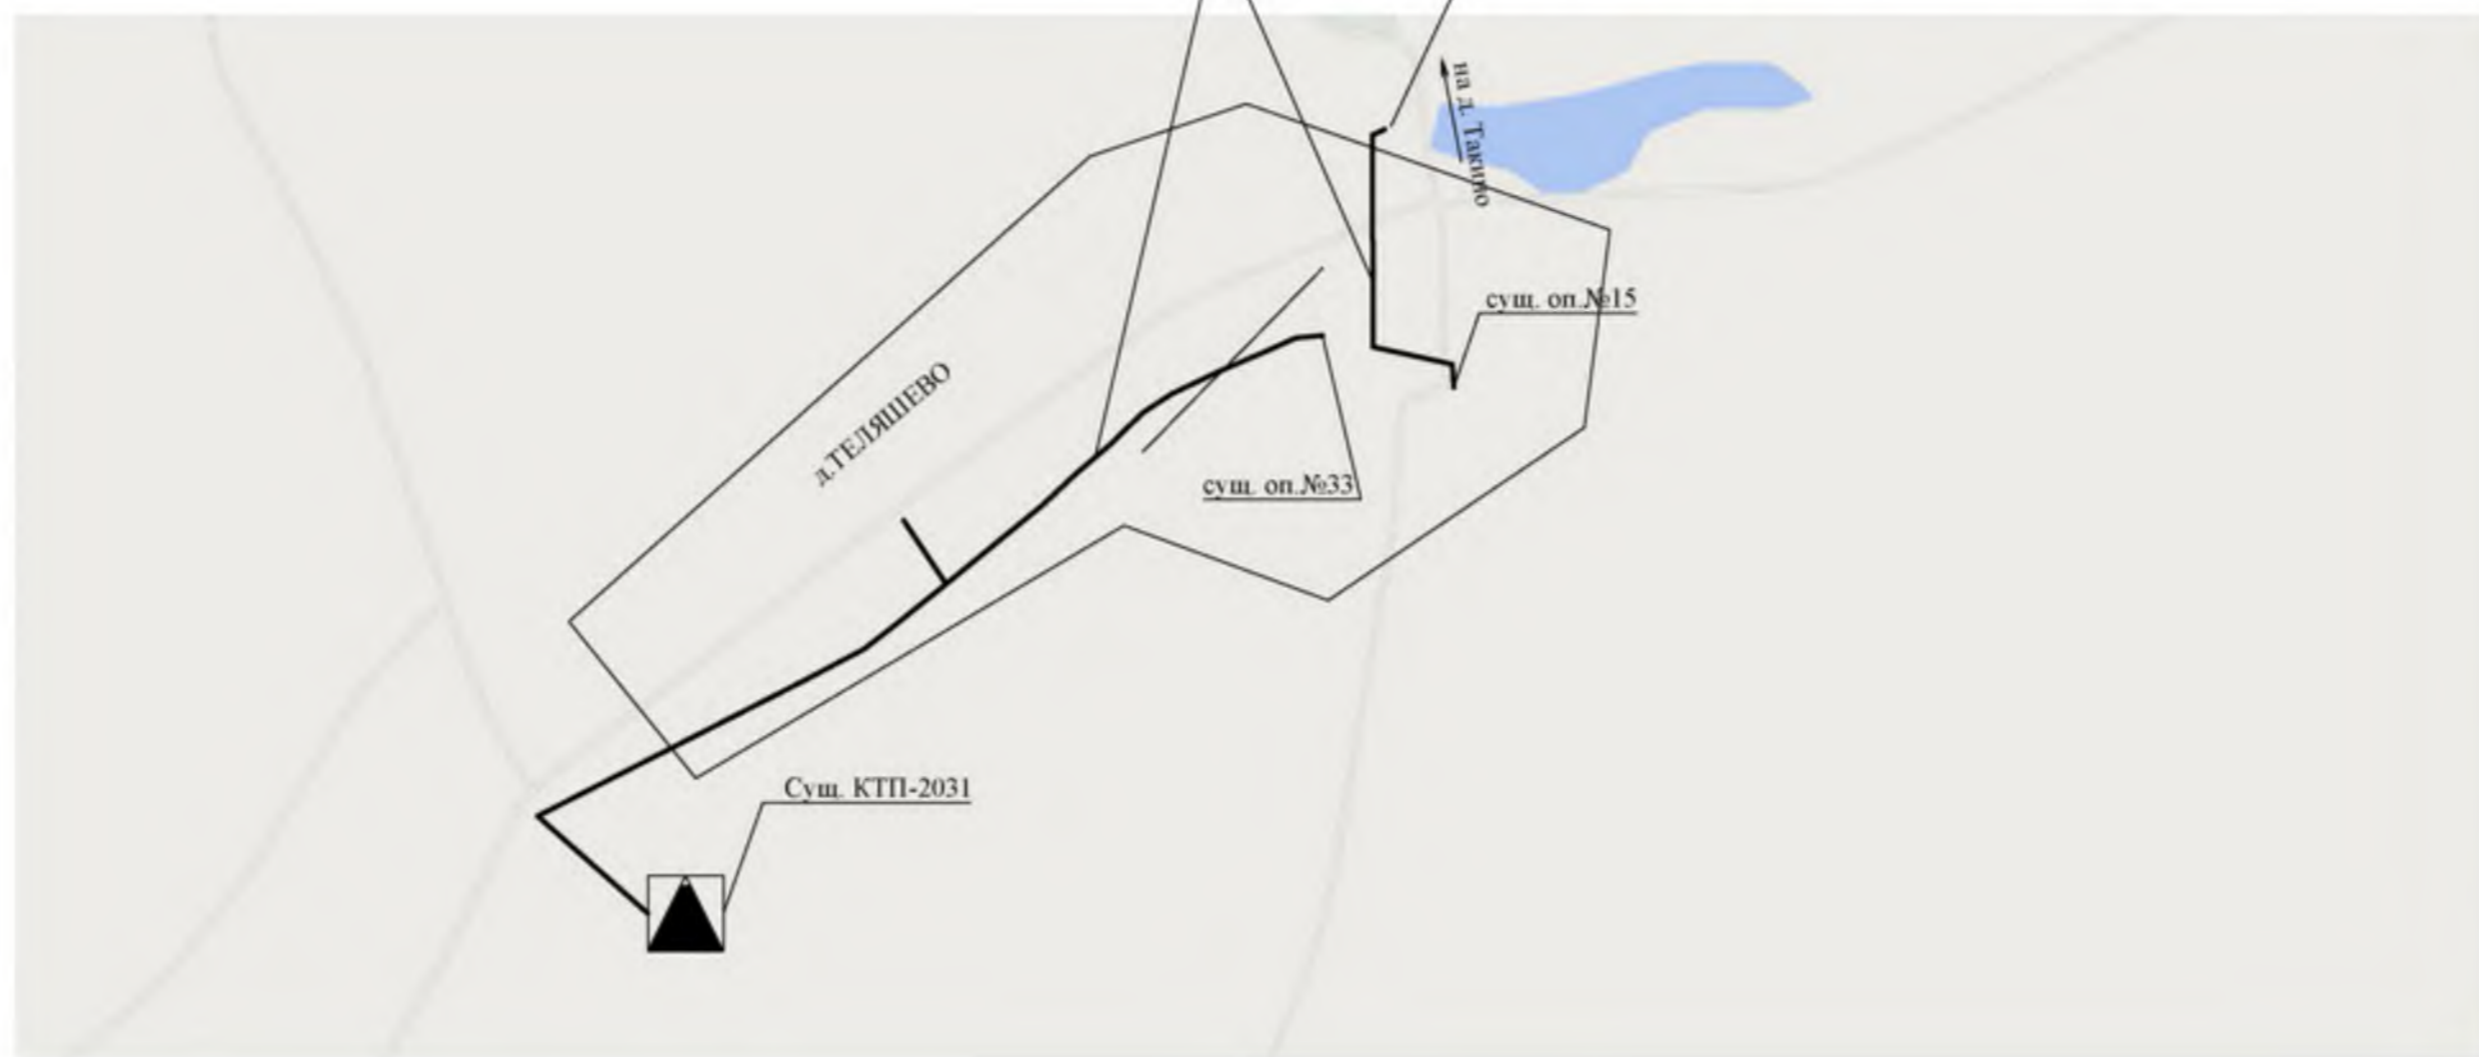 на д. Такино
сущ. оп.№15
д.ТЕЛЯШЕВО
сущ. оп.№33
Сущ. КТП-2031